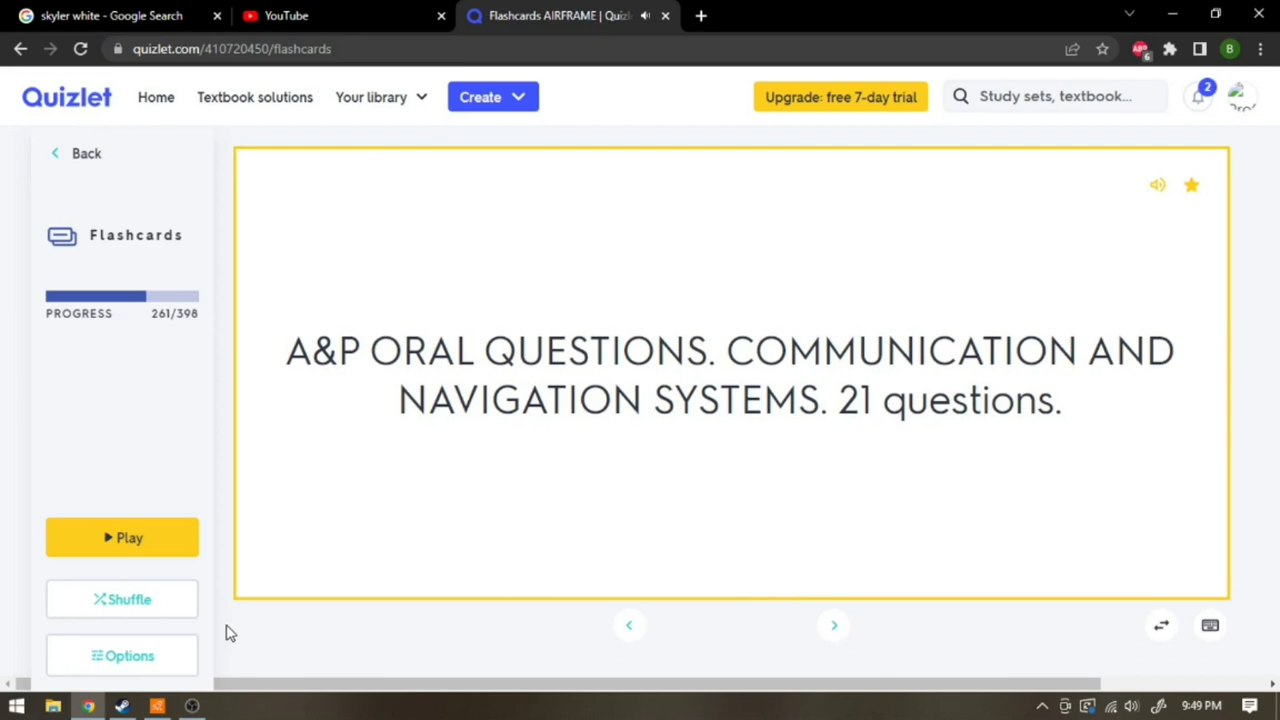 skyler white - Google Search
YouTube
Flashcards AIRFRAME | Quizl
quizlet.com/410720450/flashcards
ABP
6
B
Quizlet
Home
Textbook solutions
Your library
Create
Upgrade: free 7-day trial
Study sets, textbook...
2
Back
Flashcards
PROGRESS 261/398
A&P ORAL QUESTIONS. COMMUNICATION AND
NAVIGATION SYSTEMS. 21 questions.
Play
Shuffle
Options
9:49 PM